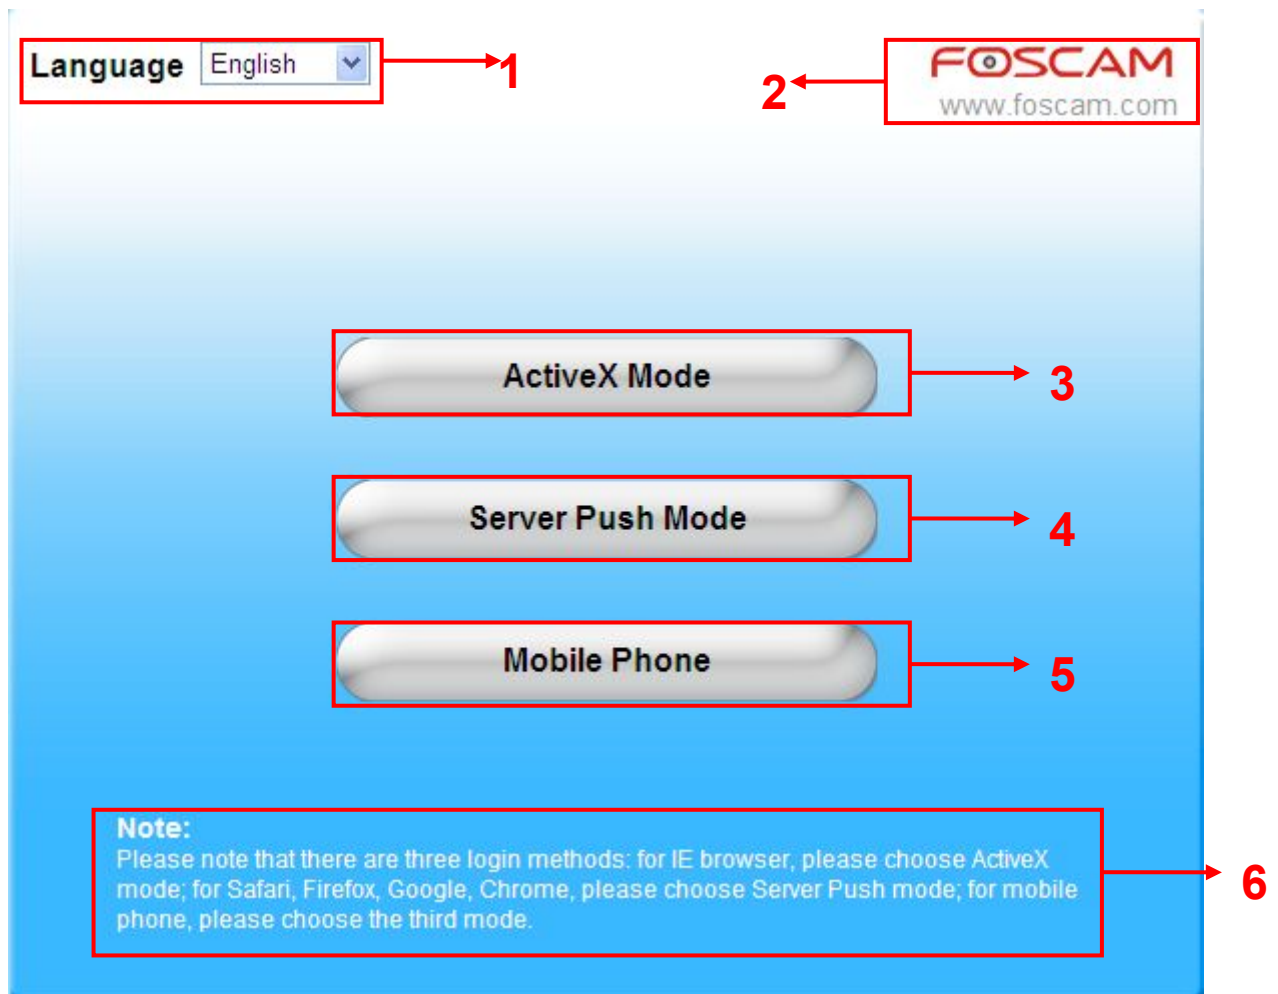 Language English
1
2
FOSCAM
www.foscam.com
ActiveX Mode
3
Server Push Mode
4
Mobile Phone
5
Note:
Please note that there are three login methods: for IE browser, please choose ActiveX
mode; for Safari, Firefox, Google, Chrome, please choose Server Push mode; for mobile
phone, please choose the third mode.
6